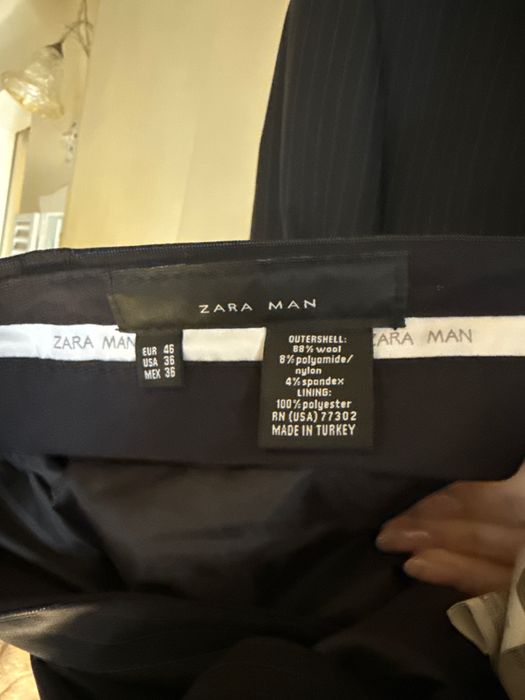 ZARA MAN
ZARA MAN
ZARA MAN
EUR 46
USA 36
MEX 36
OUTERSHELL:
88% wool
8% polyamide/
nylon
4% spandex
LINING:
100% polyester
RN (USA) 77302
MADE IN TURKEY